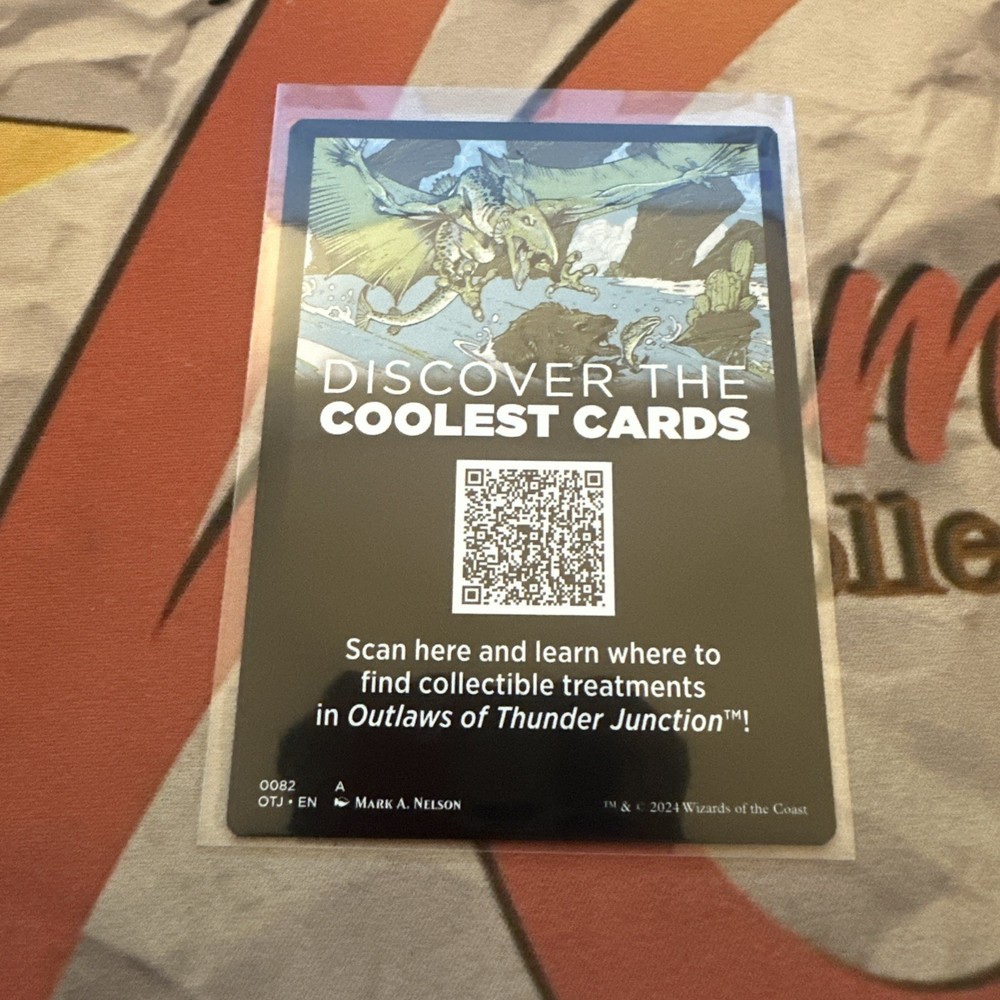 DISCOVER THE
COOLEST CARDS
Scan here and learn where to
find collectible treatments
in Outlaws of Thunder Junction™!
0082 A
OTJ • EN MARK A. NELSON
™ & © 2024 Wizards of the Coast